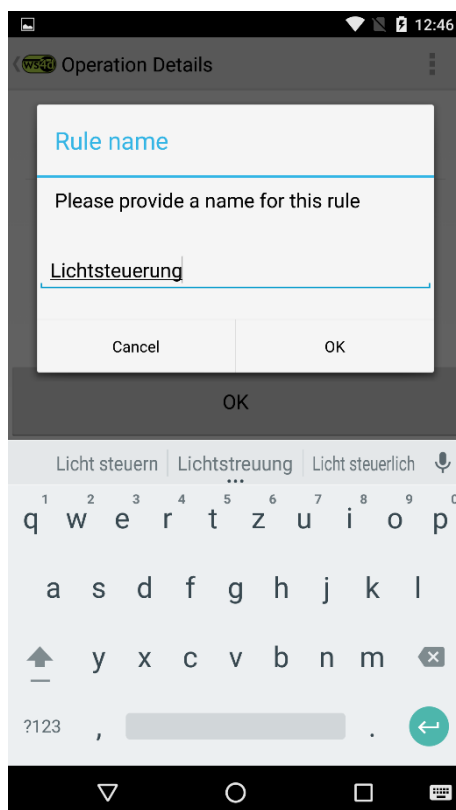 12:46
ws4d Operation Details
Rule name
Please provide a name for this rule
Lichtsteuerung
Cancel OK
OK
Licht steuern Lichtstreuung Licht steuerlich
1 2 3 4 5 6 7 8 9 0
q w e r t z u i o p
a s d f g h j k l
y x c v b n m
?123 , .